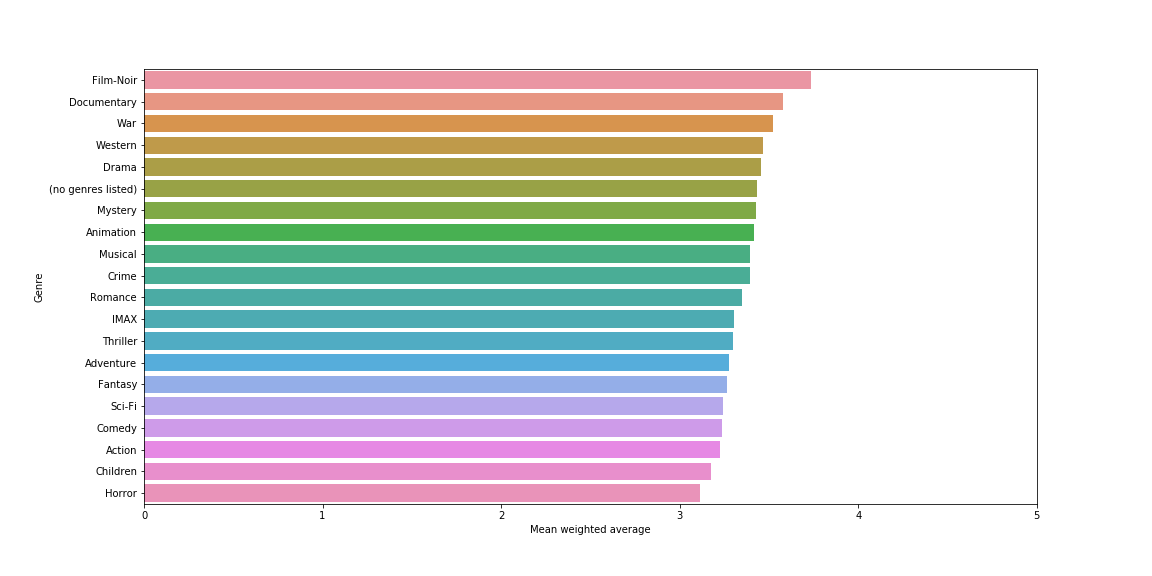 Genre
Film-Noir
Documentary
War
Western
Drama
(no genres listed)
Mystery
Animation
Musical
Crime
Romance
IMAX
Thriller
Adventure
Fantasy
Sci-Fi
Comedy
Action
Children
Horror
0 1 2 3 4 5
Mean weighted average